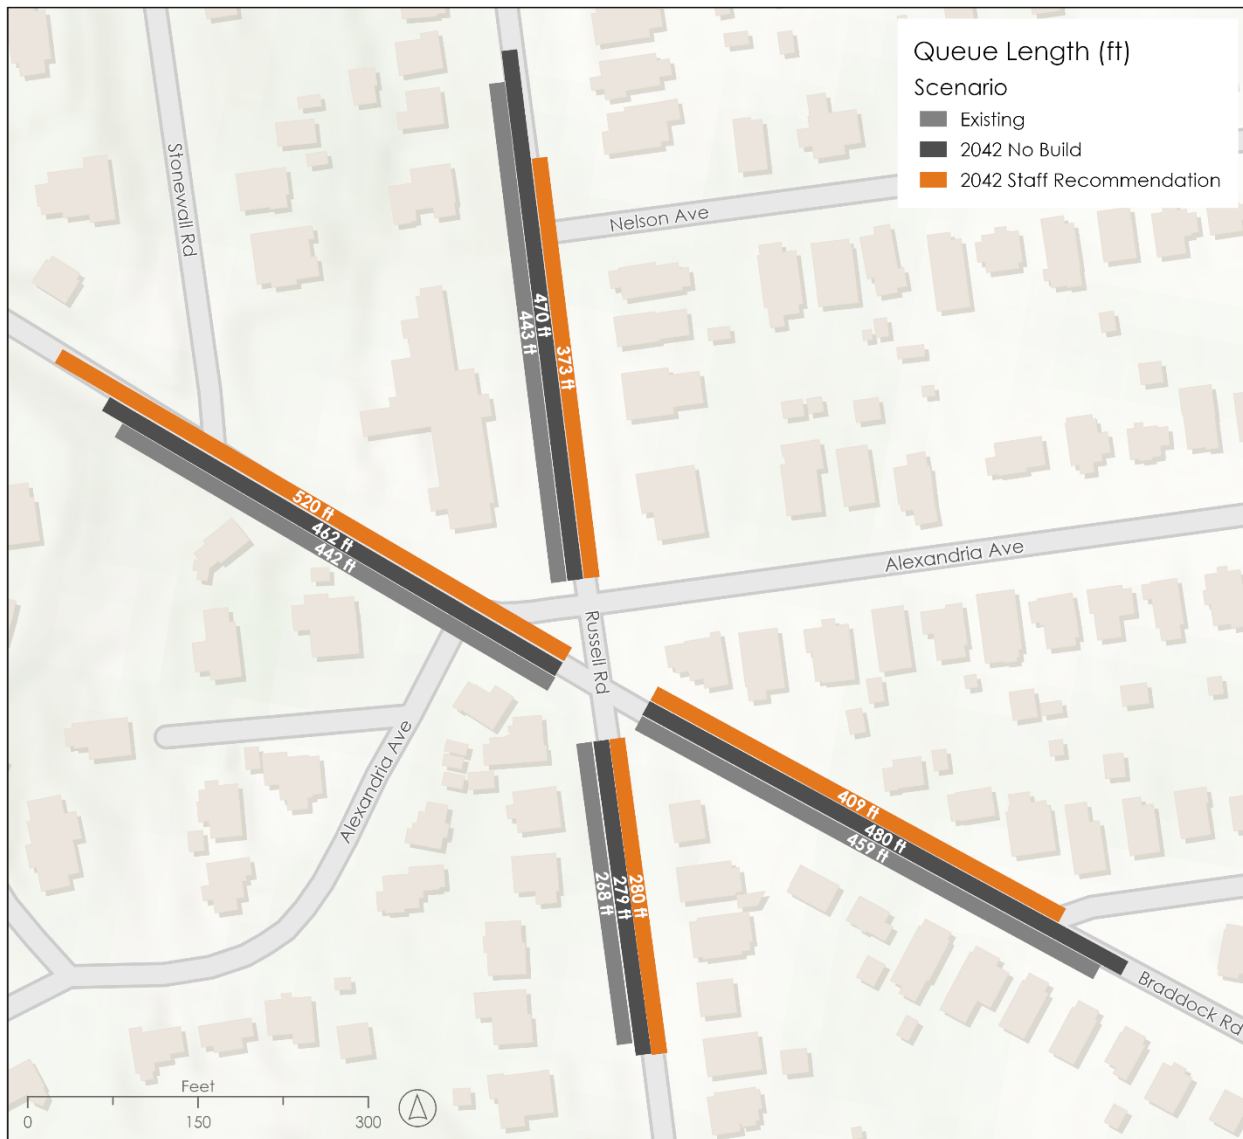 Queue Length (ft)
Scenario
Existing
2042 No Build
2042 Staff Recommendation
Stonewall Rd
Nelson Ave
470 ft
443 ft
373 ft
520 ft
462 ft
442 ft
Alexandria Ave
Russell Rd
Alexandria Ave
409 ft
480 ft
459 ft
268 ft
279 ft
280 ft
Braddock Rd
Feet
0
150
300